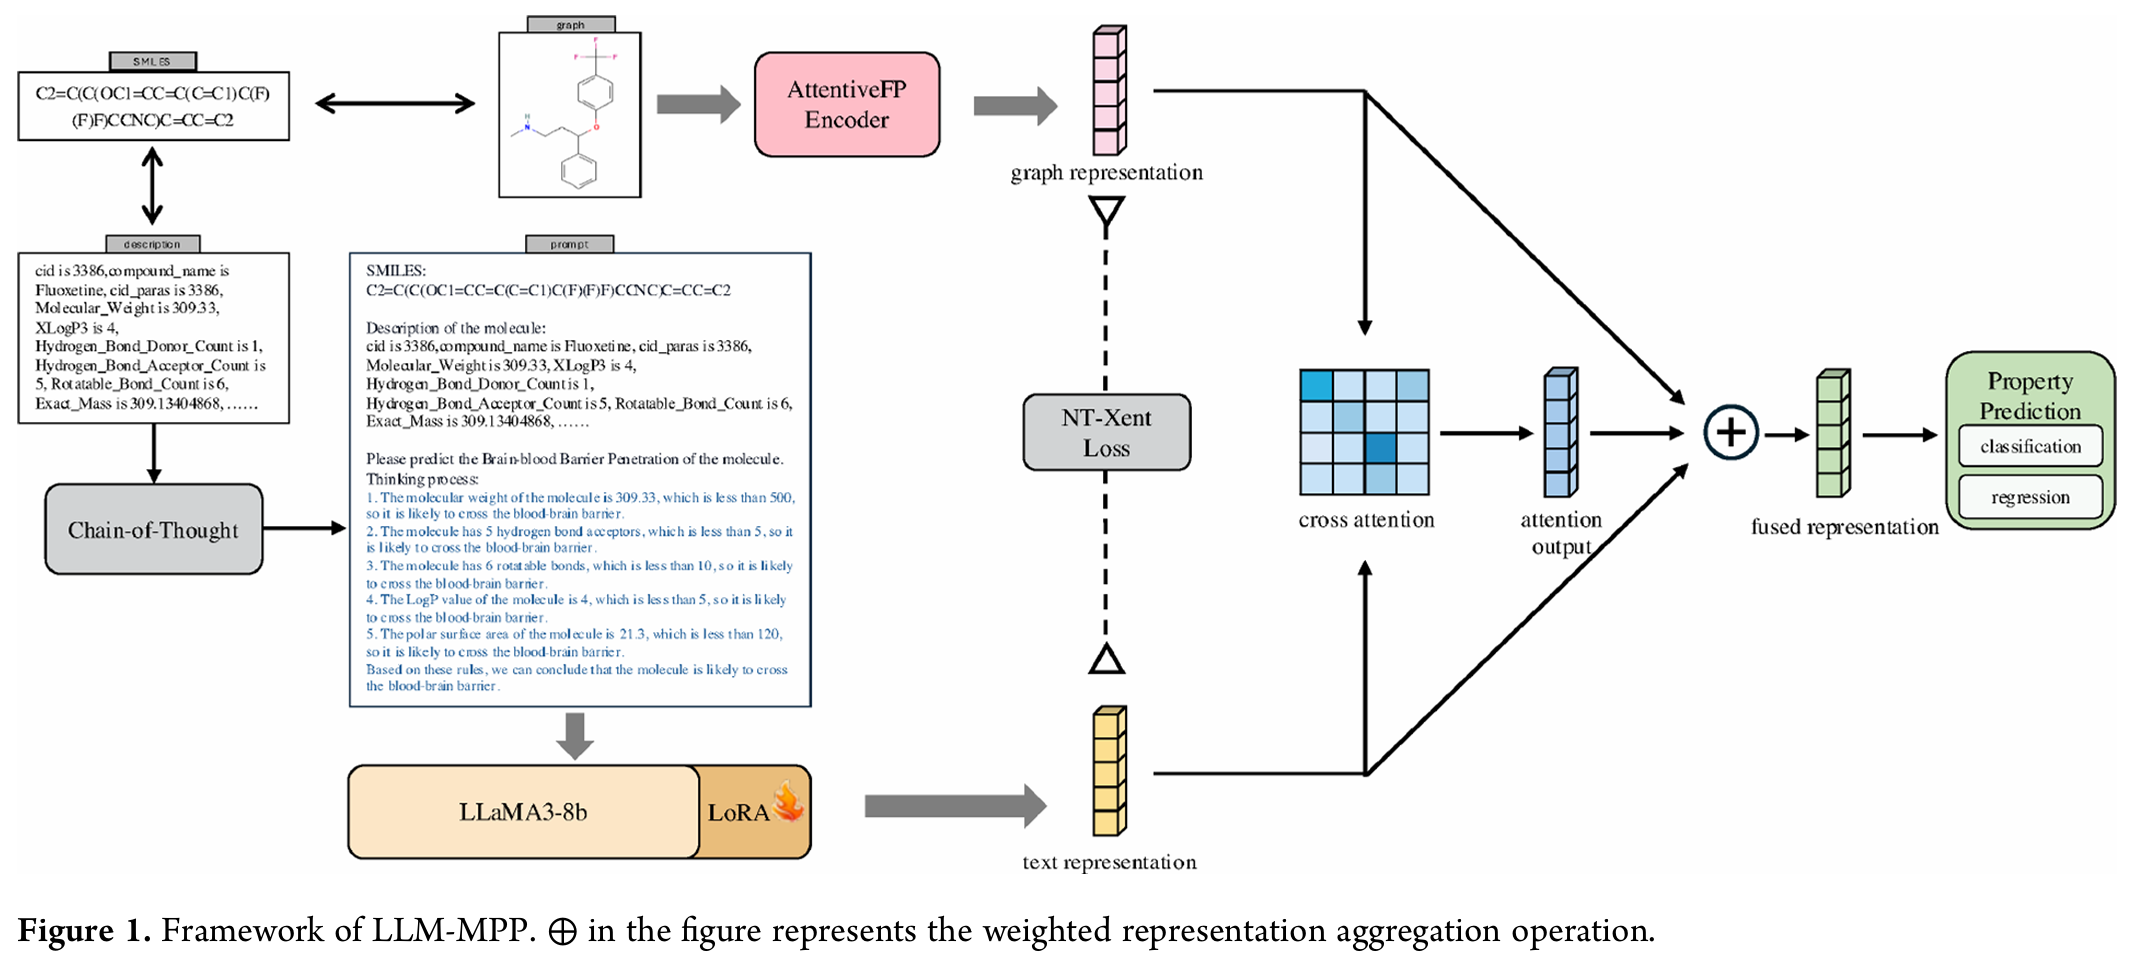 SMILES
C2=C(C(OC1=CC=C(C=C1)C(F)
(F)F)CCNC)C=CC=C2
graph
F
F
F
O
H
N
AttentiveFP
Encoder
graph representation
description
cid is 3386,compound_name is
Fluoxetine, cid_paras is 3386,
Molecular_Weight is 309.33,
XLogP3 is 4,
Hydrogen_Bond_Donor_Count is 1,
Hydrogen_Bond_Acceptor_Count is
5, Rotatable_Bond_Count is 6,
Exact_Mass is 309.13404868, ……
Chain-of-Thought
prompt
SMILES:
C2=C(C(OC1=CC=C(C=C1)C(F)(F)F)CCNC)C=CC=C2
Description of the molecule:
cid is 3386,compound_name is Fluoxetine, cid_paras is 3386,
Molecular_Weight is 309.33, XLogP3 is 4,
Hydrogen_Bond_Donor_Count is 1,
Hydrogen_Bond_Acceptor_Count is 5, Rotatable_Bond_Count is 6,
Exact_Mass is 309.13404868, ……
Please predict the Brain-blood Barrier Penetration of the molecule.
Thinking process:
1. The molecular weight of the molecule is 309.33, which is less than 500,
so it is likely to cross the blood-brain barrier.
2. The molecule has 5 hydrogen bond acceptors, which is less than 5, so it
is likely to cross the blood-brain barrier.
3. The molecule has 6 rotatable bonds, which is less than 10, so it is likely
to cross the blood-brain barrier.
4. The LogP value of the molecule is 4, which is less than 5, so it is likely
to cross the blood-brain barrier.
5. The polar surface area of the molecule is 21.3, which is less than 120,
so it is likely to cross the blood-brain barrier.
Based on these rules, we can conclude that the molecule is likely to cross
the blood-brain barrier.
LLaMA3-8b
LoRA
NT-Xent
Loss
text representation
cross attention
attention
output
+
fused representation
Property
Prediction
classification
regression
Figure 1. Framework of LLM-MPP. ⊕ in the figure represents the weighted representation aggregation operation.